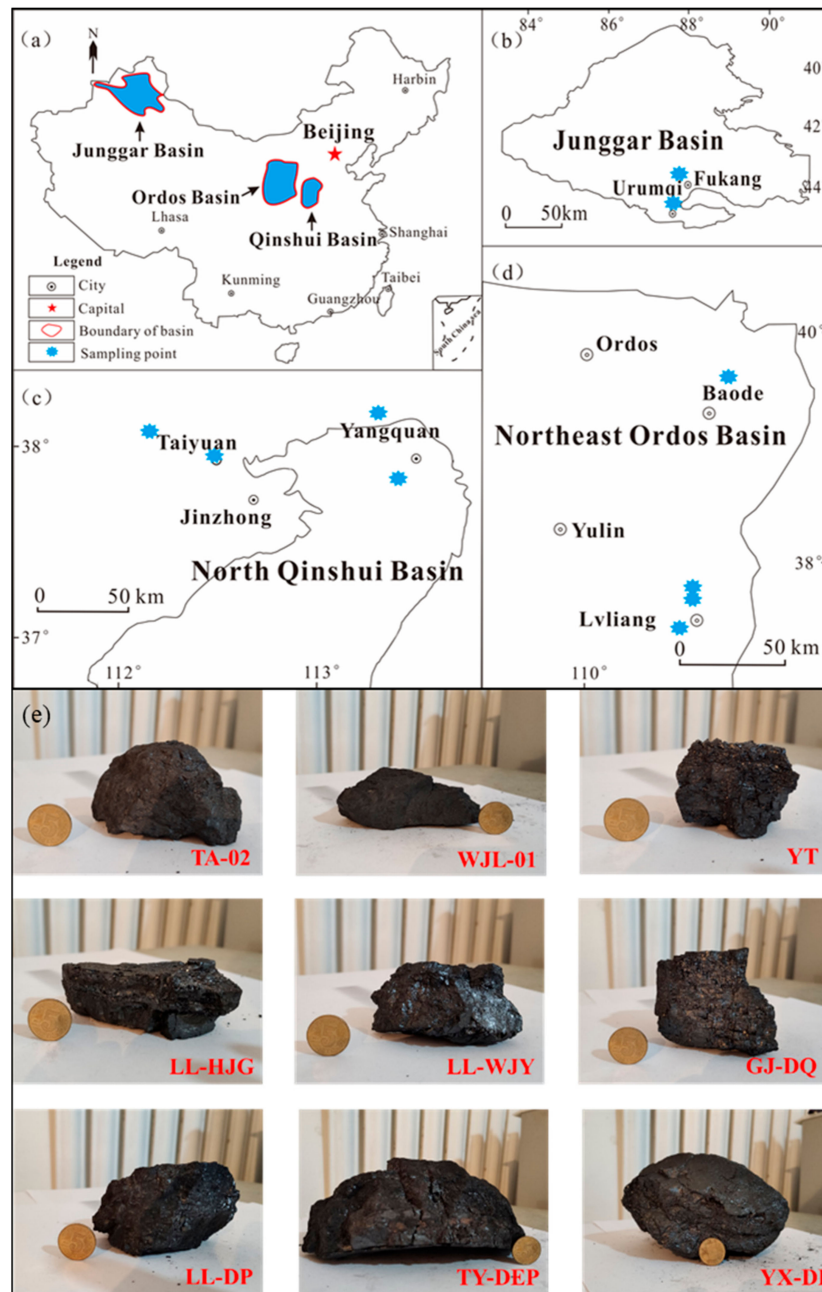 (a)
N
Harbin
Beijing
Junggar Basin
Ordos Basin
Lhasa
Qinshui Basin
Shanghai
Legend
City
Capital
Boundary of basin
Sampling point
Kunming
Guangzhou
Taibei
South China sea
(b)
84°
88°
90°
40
42
44
Junggar Basin
Urumqi
Fukang
0 50km
(c)
38°
37°
112°
113°
Taiyuan
Yangquan
Jinzhong
North Qinshui Basin
0 50 km
(d)
40°
38°
110°
Ordos
Baode
Northeast Ordos Basin
Yulin
Lvliang
0 50 km
(e)
TA-02
WJL-01
YT
LL-HJG
LL-WJY
GJ-DQ
LL-DP
TY-DEP